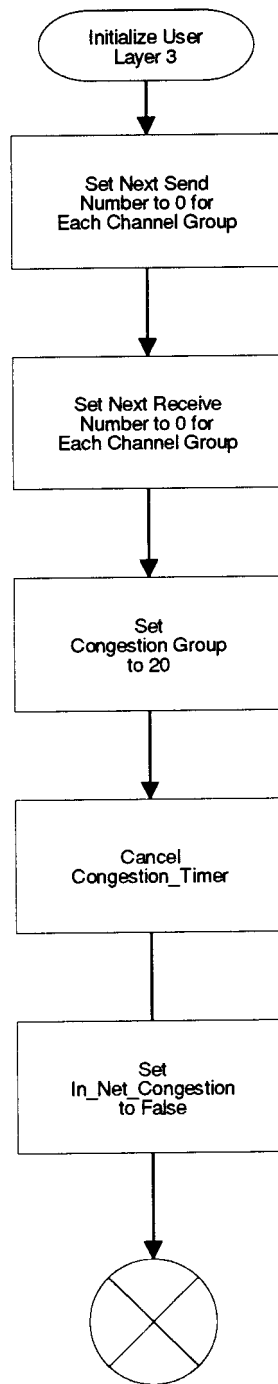 Initialize User
Layer 3
Set Next Send
Number to 0 for
Each Channel Group
Set Next Receive
Number to 0 for
Each Channel Group
Set
Congestion Group
to 20
Cancel
Congestion_Timer
Set
In_Net_Congestion
to False